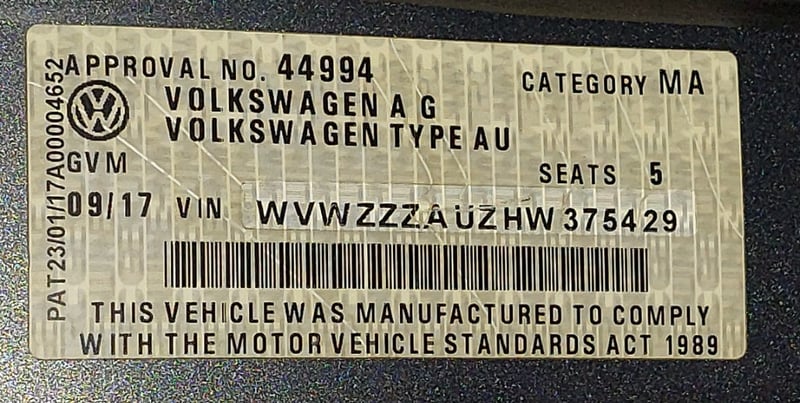 APPROVAL NO. 44994
CATEGORY MA
VOLKSWAGEN A G
VOLKSWAGEN TYPE AU
GVM
SEATS 5
09/17 VIN WVWZZZAUZHW375429
THIS VEHICLE WAS MANUFACTURED TO COMPLY
WITH THE MOTOR VEHICLE STANDARDS ACT 1989
PAT23/01/17A00004652